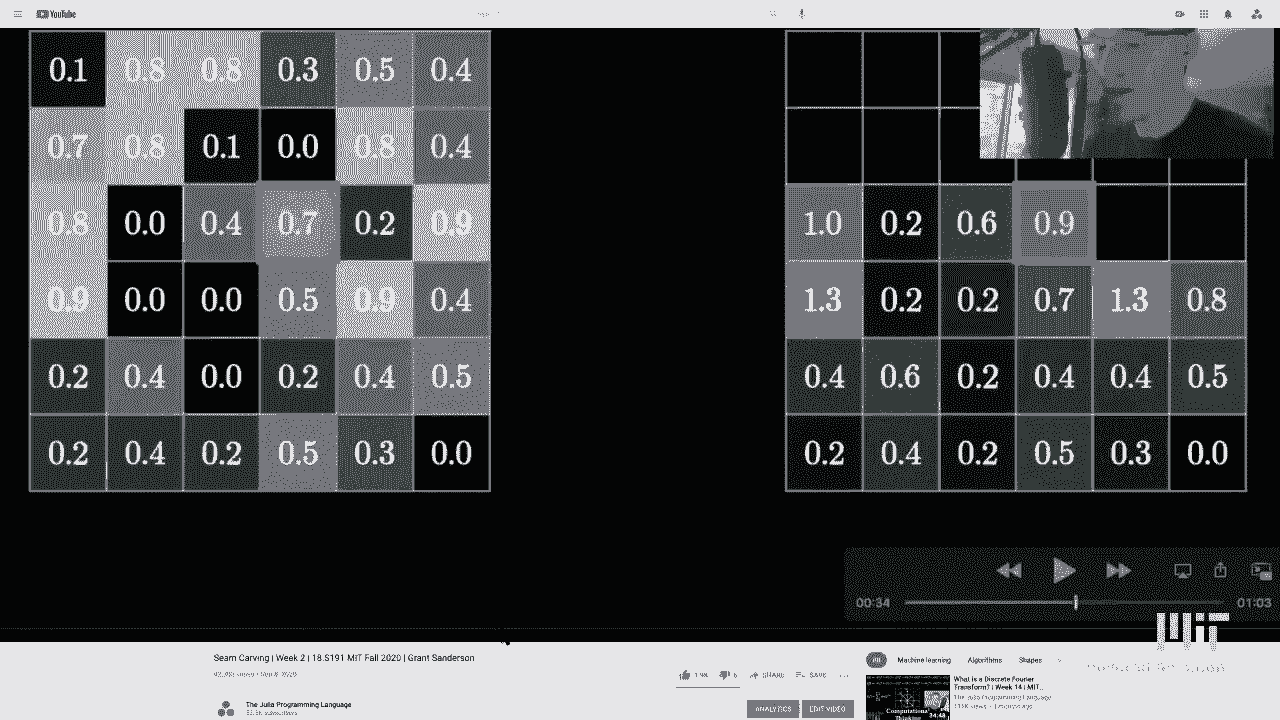 YouTube
0.1 0.8 0.8 0.3 0.5 0.4
0.7 0.8 0.1 0.0 0.8 0.4
0.8 0.0 0.4 0.7 0.2 0.9
0.9 0.0 0.0 0.5 0.9 0.4
0.2 0.4 0.0 0.2 0.4 0.5
0.2 0.4 0.2 0.5 0.3 0.0
1.0 0.2 0.6 0.9
1.3 0.2 0.2 0.7 1.3 0.8
0.4 0.6 0.2 0.4 0.4 0.5
0.2 0.4 0.2 0.5 0.3 0.0
00:34 01:03
Seam Carving | Week 2 | 18.S191 MIT Fall 2020 | Grant Sanderson
SHARE SAVE
The Julia Programming Language
ANALYTICS EDIT VIDEO
All Machine learning Algorithms Shapes
What is a Discrete Fourier
Transform? | Week 14 | MIT...
Computational
Thinking
34:48
MIT